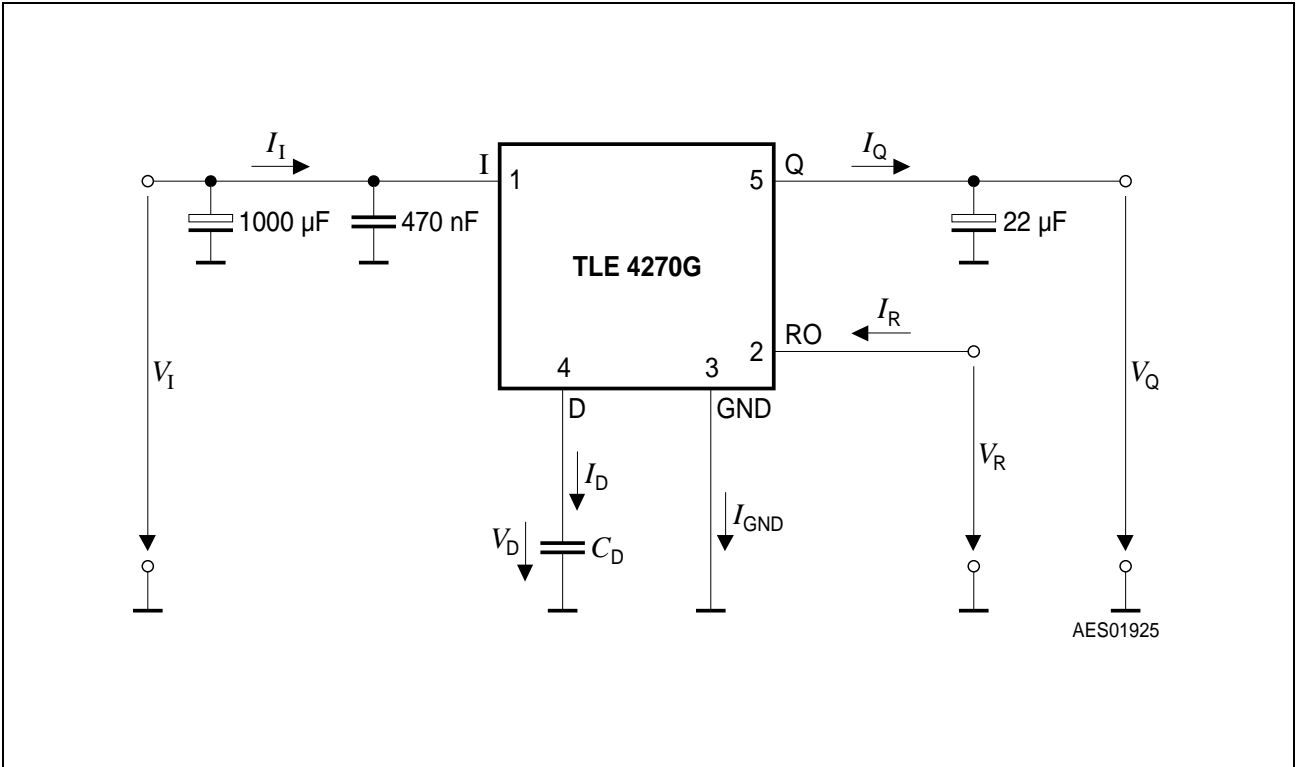 I_I
I
1
1000 µF
470 nF
TLE 4270G
5
Q
I_Q
22 µF
2
RO
I_R
V_I
4
D
3
GND
V_R
V_Q
I_D
V_D
C_D
I_GND
AES01925